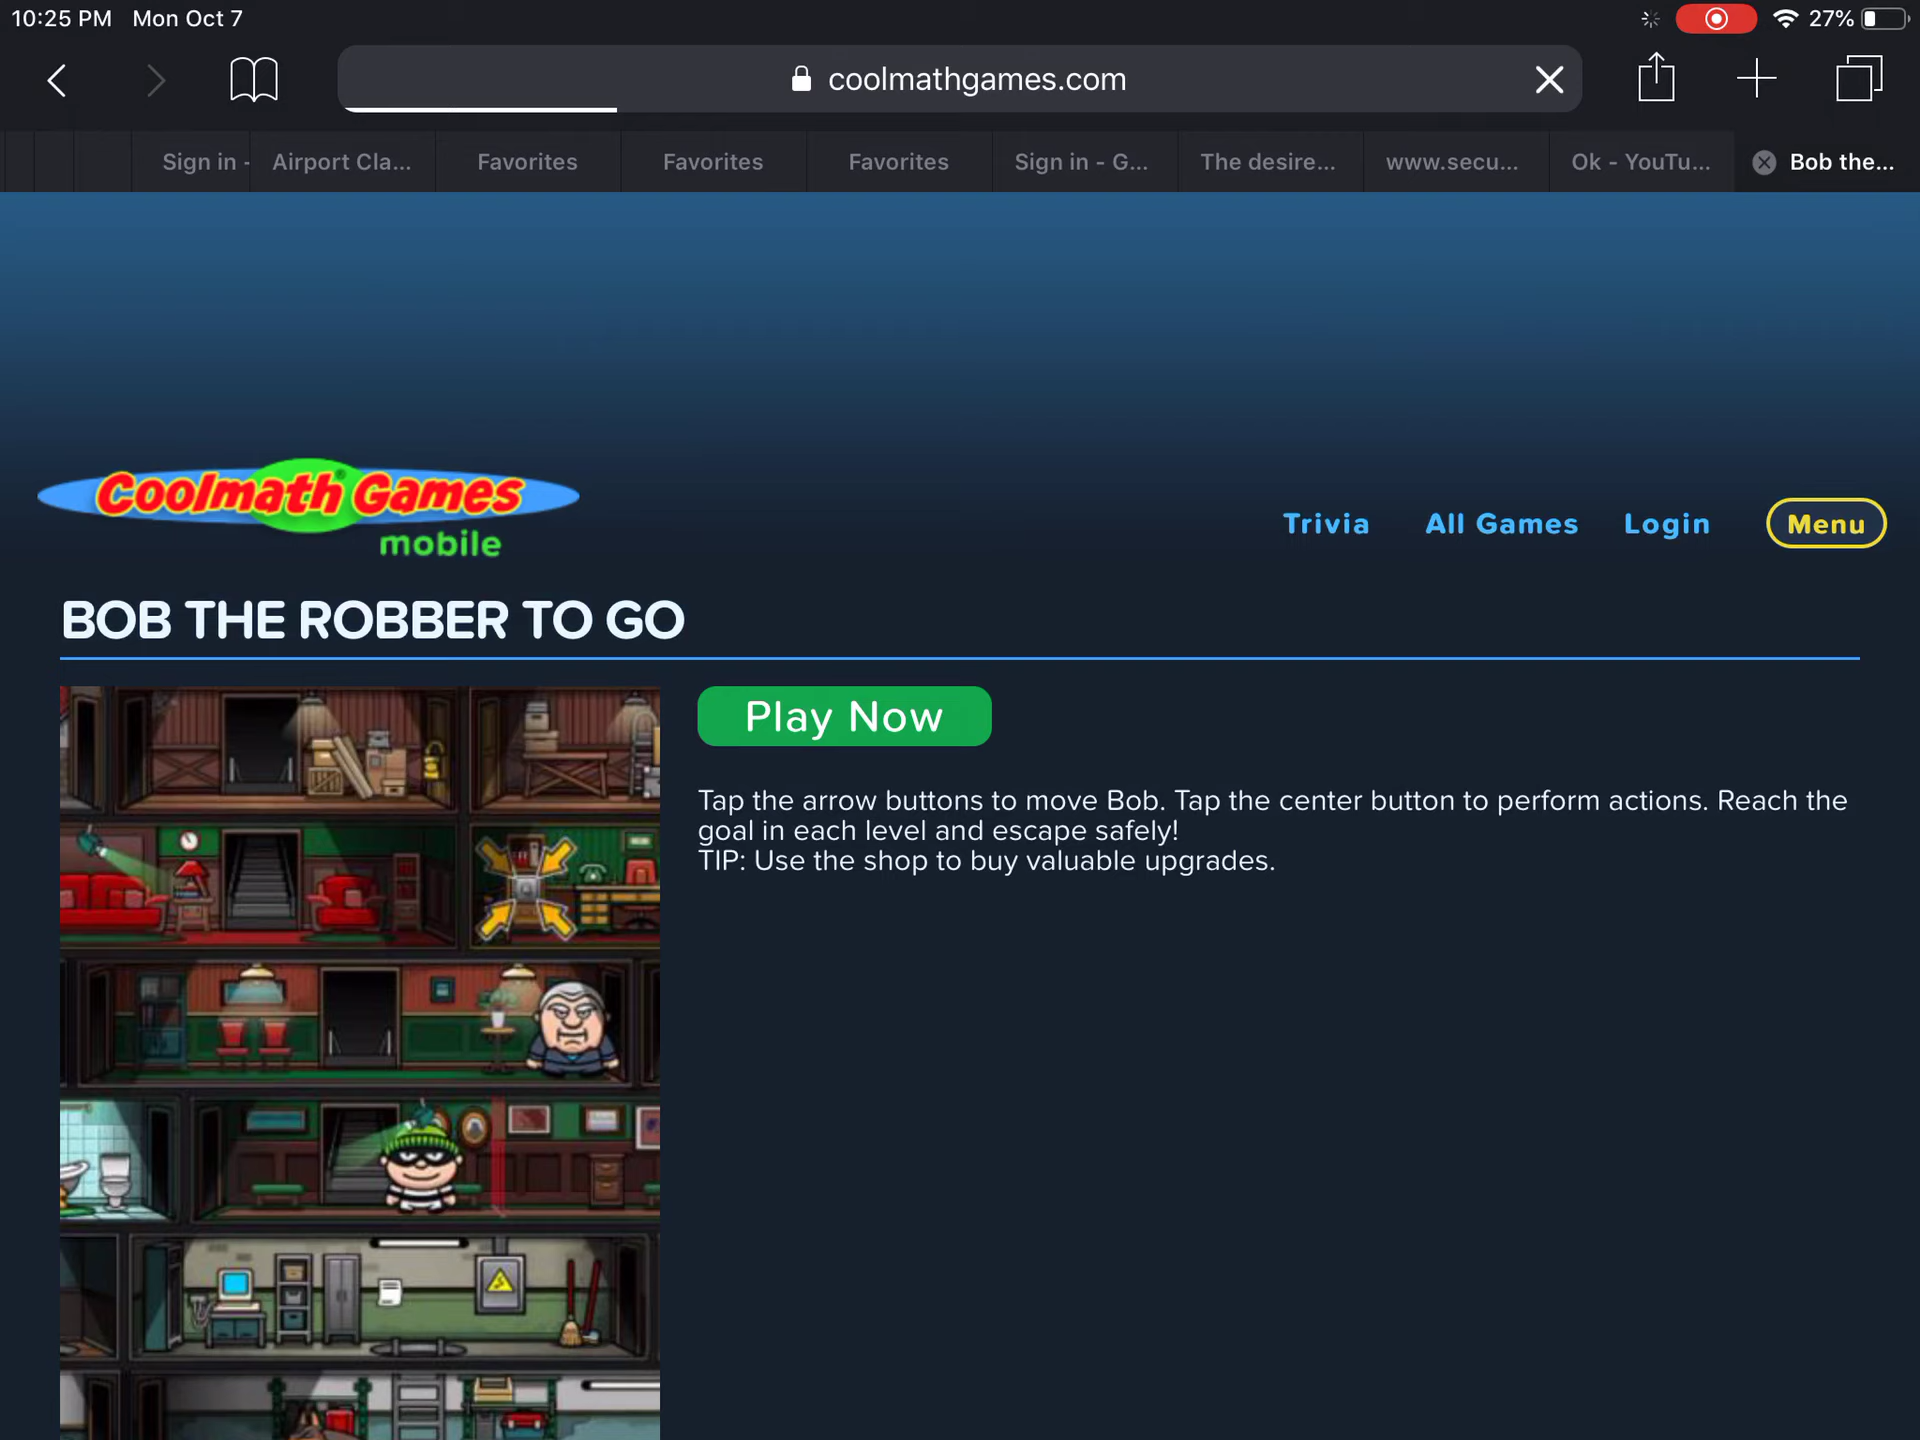 10:25 PM Mon Oct 7
27%
coolmathgames.com
Sign in -
Airport Cla...
Favorites
Favorites
Favorites
Sign in - G...
The desire...
www.secu...
Ok - YouTu...
Bob the...
Coolmath Games
mobile
Trivia
All Games
Login
Menu
BOB THE ROBBER TO GO
Play Now
Tap the arrow buttons to move Bob. Tap the center button to perform actions. Reach the
goal in each level and escape safely!
TIP: Use the shop to buy valuable upgrades.